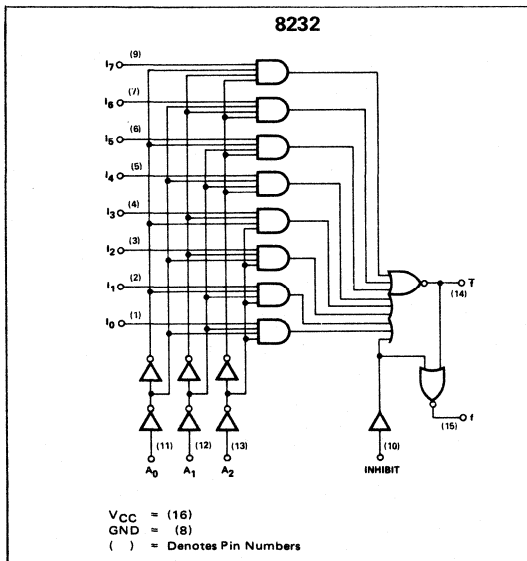 8232
I7 (9)
I6 (7)
I5 (6)
I4 (5)
I3 (4)
I2 (3)
I1 (2)
I0 (1)
f̅
(14)
f
(15)
(11) (12) (13) (10)
A0 A1 A2 INHIBIT
VCC = (16)
GND = (8)
( ) = Denotes Pin Numbers